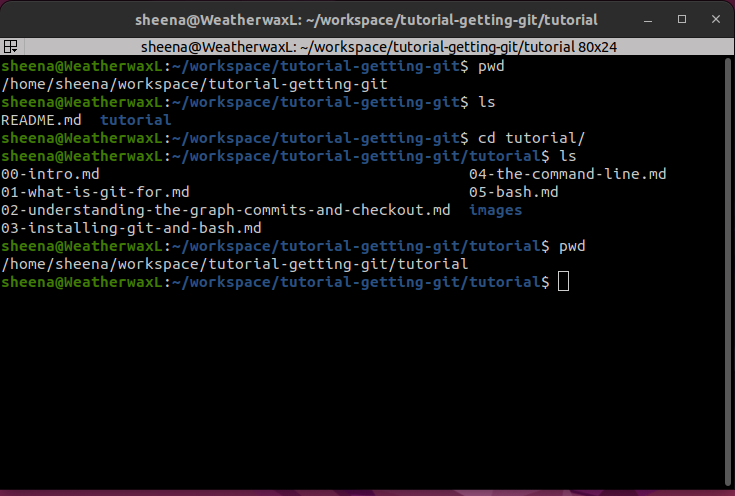 sheena@WeatherwaxL: ~/workspace/tutorial-getting-git/tutorial
sheena@WeatherwaxL: ~/workspace/tutorial-getting-git/tutorial 80x24
sheena@WeatherwaxL:~/workspace/tutorial-getting-git$ pwd
/home/sheena/workspace/tutorial-getting-git
sheena@WeatherwaxL:~/workspace/tutorial-getting-git$ ls
README.md  tutorial
sheena@WeatherwaxL:~/workspace/tutorial-getting-git$ cd tutorial/
sheena@WeatherwaxL:~/workspace/tutorial-getting-git/tutorial$ ls
00-intro.md                                         04-the-command-line.md
01-what-is-git-for.md                               05-bash.md
02-understanding-the-graph-commits-and-checkout.md  images
03-installing-git-and-bash.md
sheena@WeatherwaxL:~/workspace/tutorial-getting-git/tutorial$ pwd
/home/sheena/workspace/tutorial-getting-git/tutorial
sheena@WeatherwaxL:~/workspace/tutorial-getting-git/tutorial$